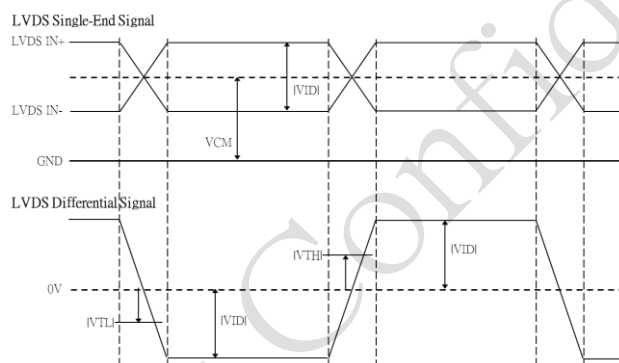 LVDS Single-End Signal
LVDS IN+
|VID|
LVDS IN-
VCM
GND
LVDS Differential Signal
|VTH|
|VID|
0V
|VTL|
|VID|
Confid